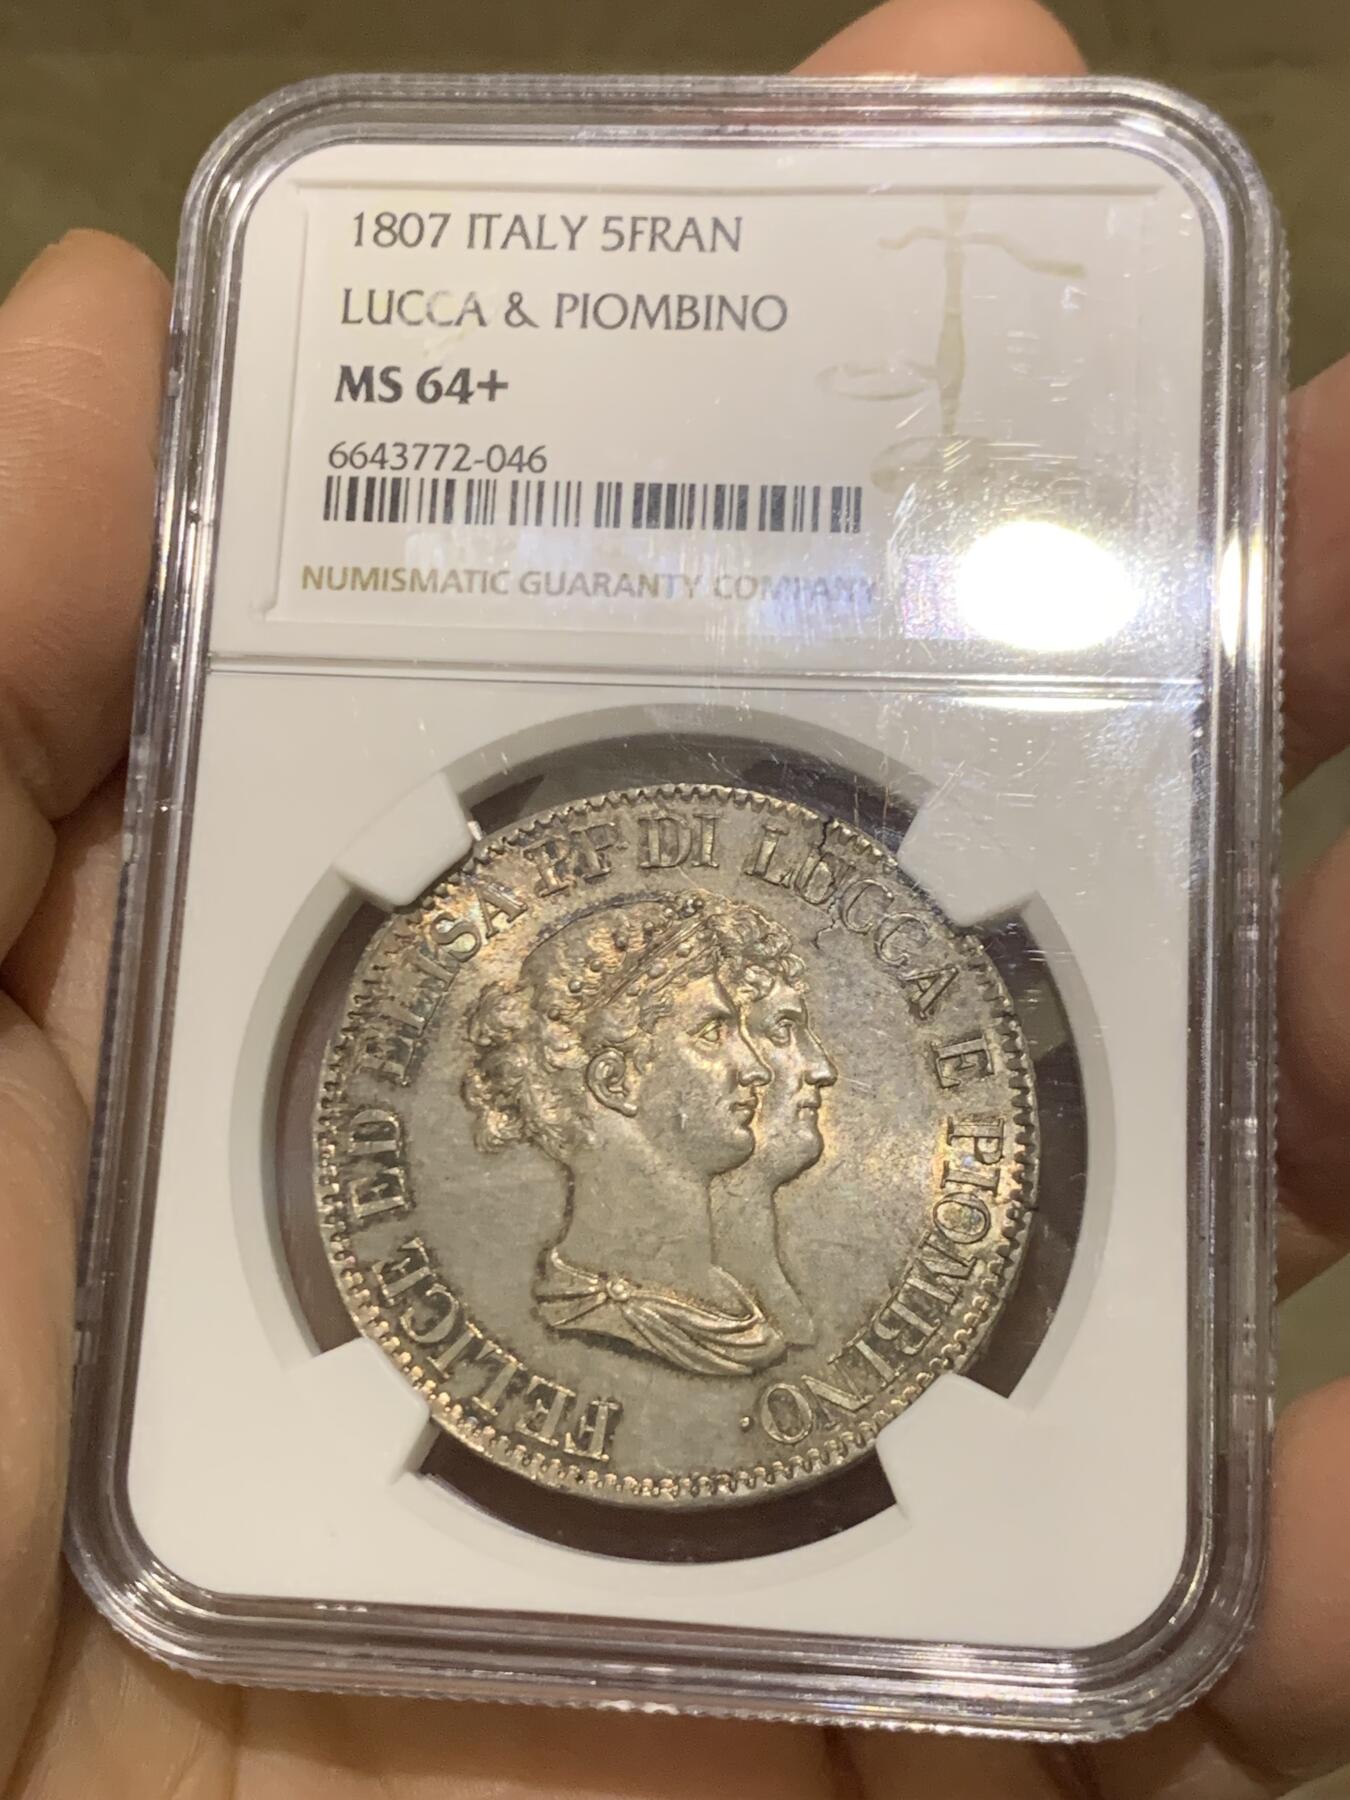 1807 ITALY 5FRAN
LUCCA & PIOMBINO
MS 64+
6643772-046
NUMISMATIC GUARANTY COMPANY
FELICE ED ELISA PP DI LUCCA E PIOMBINO.